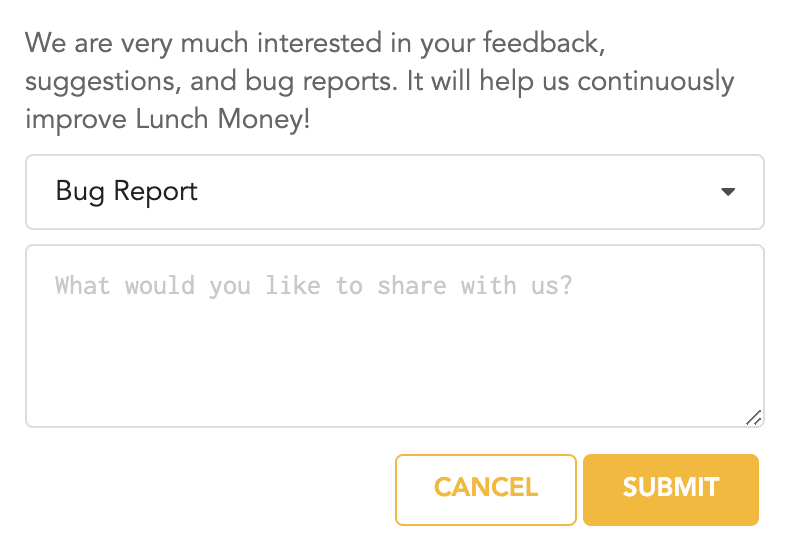 We are very much interested in your feedback,
suggestions, and bug reports. It will help us continuously
improve Lunch Money!
Bug Report
What would you like to share with us?
CANCEL
SUBMIT